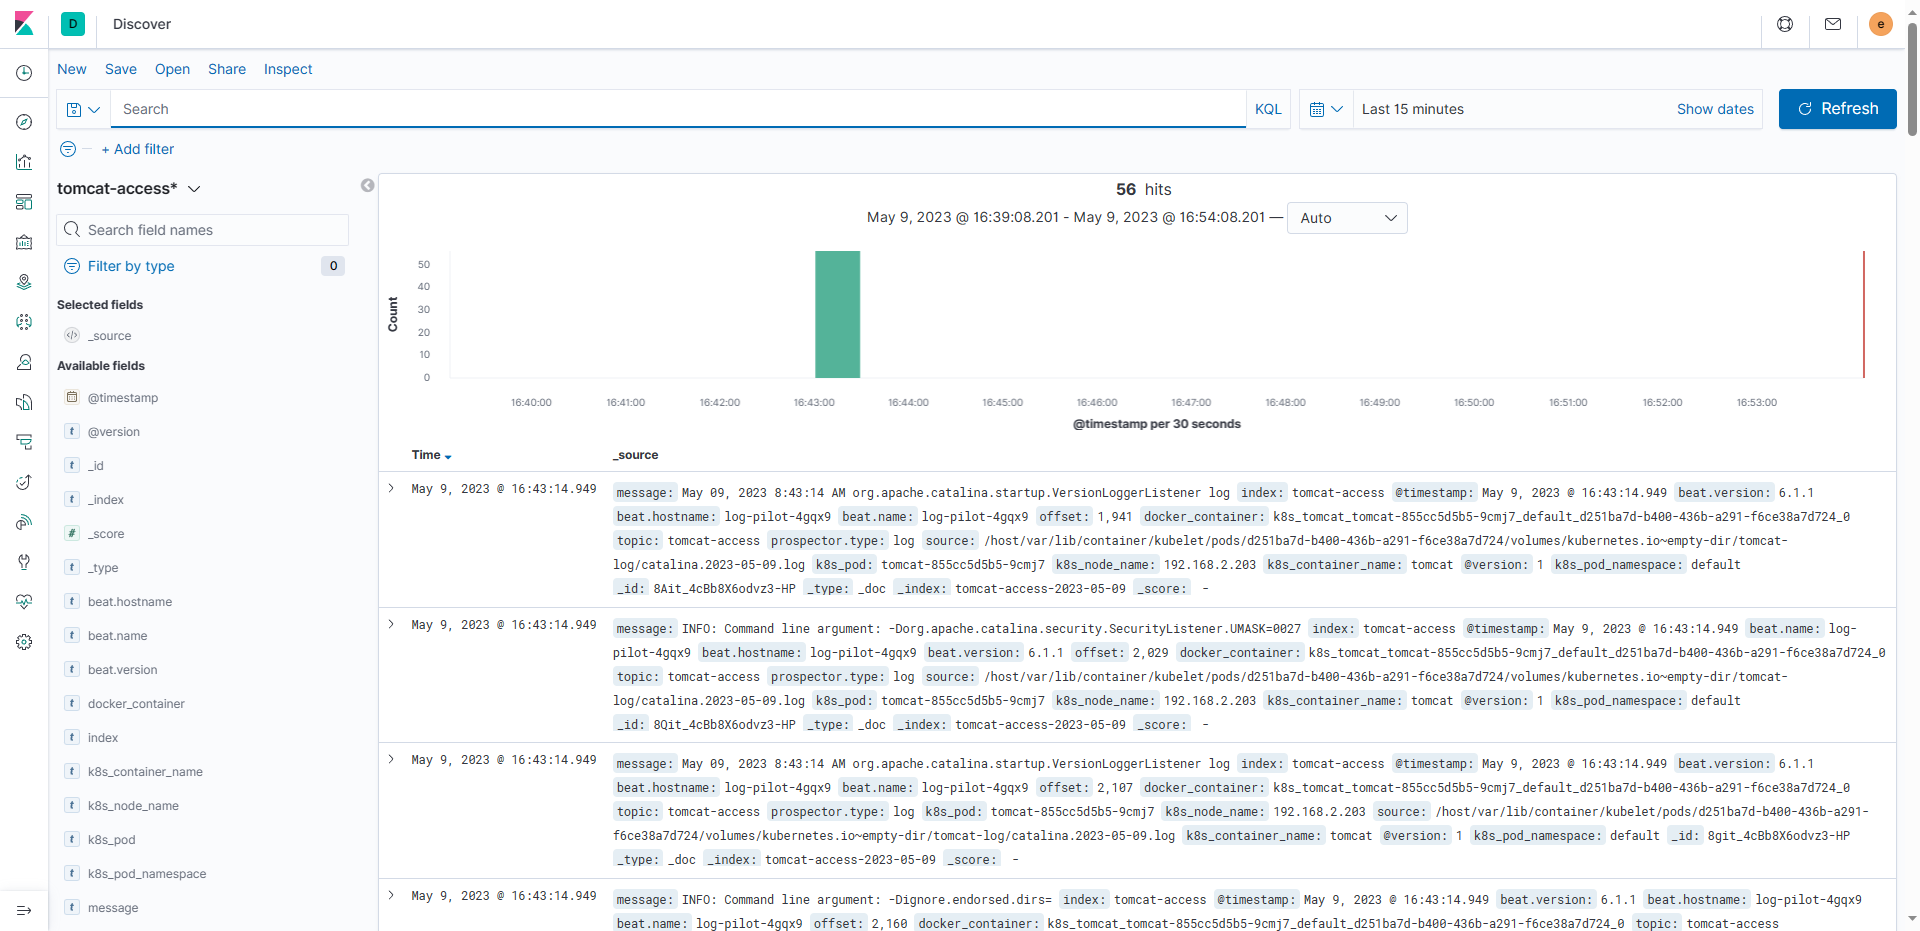 D
Discover
e
New Save Open Share Inspect
Search
KQL
Last 15 minutes
Show dates
Refresh
+ Add filter
tomcat-access*
Search field names
Filter by type
0
Selected fields
_source
Available fields
@timestamp
t @version
t _id
t _index
# _score
t _type
t beat.hostname
t beat.name
t beat.version
t docker_container
t index
t k8s_container_name
t k8s_node_name
t k8s_pod
t k8s_pod_namespace
t message
56 hits
May 9, 2023 @ 16:39:08.201 - May 9, 2023 @ 16:54:08.201 —
Auto
Count
50
40
30
20
10
0
16:40:00 16:41:00 16:42:00 16:43:00 16:44:00 16:45:00 16:46:00 16:47:00 16:48:00 16:49:00 16:50:00 16:51:00 16:52:00 16:53:00
@timestamp per 30 seconds
Time _source
May 9, 2023 @ 16:43:14.949
message: May 09, 2023 8:43:14 AM org.apache.catalina.startup.VersionLoggerListener log index: tomcat-access @timestamp: May 9, 2023 @ 16:43:14.949 beat.version: 6.1.1
beat.hostname: log-pilot-4gqx9 beat.name: log-pilot-4gqx9 offset: 1,941 docker_container: k8s_tomcat_tomcat-855cc5d5b5-9cmj7_default_d251ba7d-b400-436b-a291-f6ce38a7d724_0
topic: tomcat-access prospector.type: log source: /host/var/lib/container/kubelet/pods/d251ba7d-b400-436b-a291-f6ce38a7d724/volumes/kubernetes.io~empty-dir/tomcat-
log/catalina.2023-05-09.log k8s_pod: tomcat-855cc5d5b5-9cmj7 k8s_node_name: 192.168.2.203 k8s_container_name: tomcat @version: 1 k8s_pod_namespace: default
_id: 8Ait_4cBb8X6odvz3-HP _type: _doc _index: tomcat-access-2023-05-09 _score: -
May 9, 2023 @ 16:43:14.949
message: INFO: Command line argument: -Dorg.apache.catalina.security.SecurityListener.UMASK=0027 index: tomcat-access @timestamp: May 9, 2023 @ 16:43:14.949 beat.name: log-
pilot-4gqx9 beat.hostname: log-pilot-4gqx9 beat.version: 6.1.1 offset: 2,029 docker_container: k8s_tomcat_tomcat-855cc5d5b5-9cmj7_default_d251ba7d-b400-436b-a291-f6ce38a7d724_0
topic: tomcat-access prospector.type: log source: /host/var/lib/container/kubelet/pods/d251ba7d-b400-436b-a291-f6ce38a7d724/volumes/kubernetes.io~empty-dir/tomcat-
log/catalina.2023-05-09.log k8s_pod: tomcat-855cc5d5b5-9cmj7 k8s_node_name: 192.168.2.203 k8s_container_name: tomcat @version: 1 k8s_pod_namespace: default
_id: 8Qit_4cBb8X6odvz3-HP _type: _doc _index: tomcat-access-2023-05-09 _score: -
May 9, 2023 @ 16:43:14.949
message: May 09, 2023 8:43:14 AM org.apache.catalina.startup.VersionLoggerListener log index: tomcat-access @timestamp: May 9, 2023 @ 16:43:14.949 beat.version: 6.1.1
beat.hostname: log-pilot-4gqx9 beat.name: log-pilot-4gqx9 offset: 2,107 docker_container: k8s_tomcat_tomcat-855cc5d5b5-9cmj7_default_d251ba7d-b400-436b-a291-f6ce38a7d724_0
topic: tomcat-access prospector.type: log k8s_pod: tomcat-855cc5d5b5-9cmj7 k8s_node_name: 192.168.2.203 source: /host/var/lib/container/kubelet/pods/d251ba7d-b400-436b-a291-
f6ce38a7d724/volumes/kubernetes.io~empty-dir/tomcat-log/catalina.2023-05-09.log k8s_container_name: tomcat @version: 1 k8s_pod_namespace: default _id: 8git_4cBb8X6odvz3-HP
_type: _doc _index: tomcat-access-2023-05-09 _score: -
May 9, 2023 @ 16:43:14.949
message: INFO: Command line argument: -Dignore.endorsed.dirs= index: tomcat-access @timestamp: May 9, 2023 @ 16:43:14.949 beat.version: 6.1.1 beat.hostname: log-pilot-4gqx9
beat.name: log-pilot-4gqx9 offset: 2,160 docker_container: k8s_tomcat_tomcat-855cc5d5b5-9cmj7_default_d251ba7d-b400-436b-a291-f6ce38a7d724_0 topic: tomcat-access